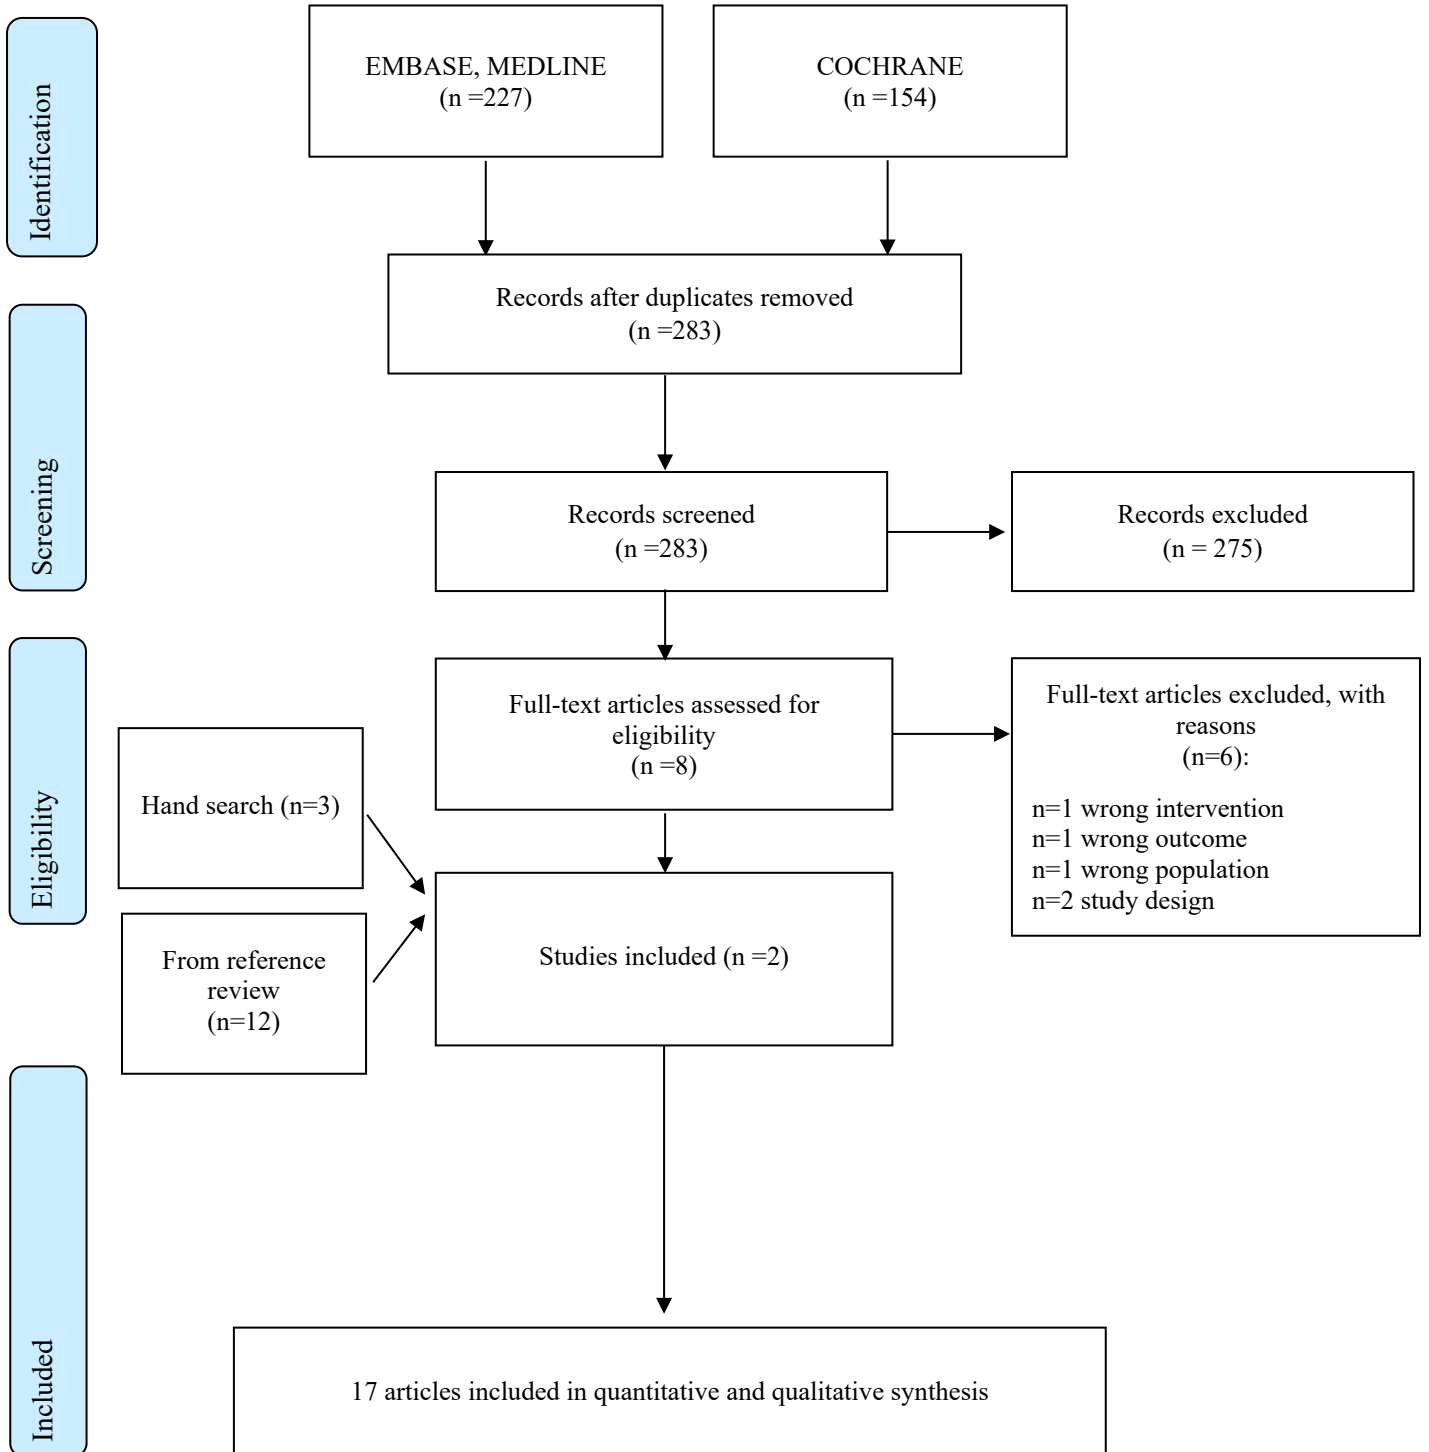 Identification
EMBASE, MEDLINE
(n =227)
COCHRANE
(n =154)
Records after duplicates removed
(n =283)
Screening
Records screened
(n =283)
Records excluded
(n = 275)
Eligibility
Full-text articles assessed for
eligibility
(n =8)
Full-text articles excluded, with
reasons
(n=6):
n=1 wrong intervention
n=1 wrong outcome
n=1 wrong population
n=2 study design
Hand search (n=3)
From reference
review
(n=12)
Studies included (n =2)
Included
17 articles included in quantitative and qualitative synthesis